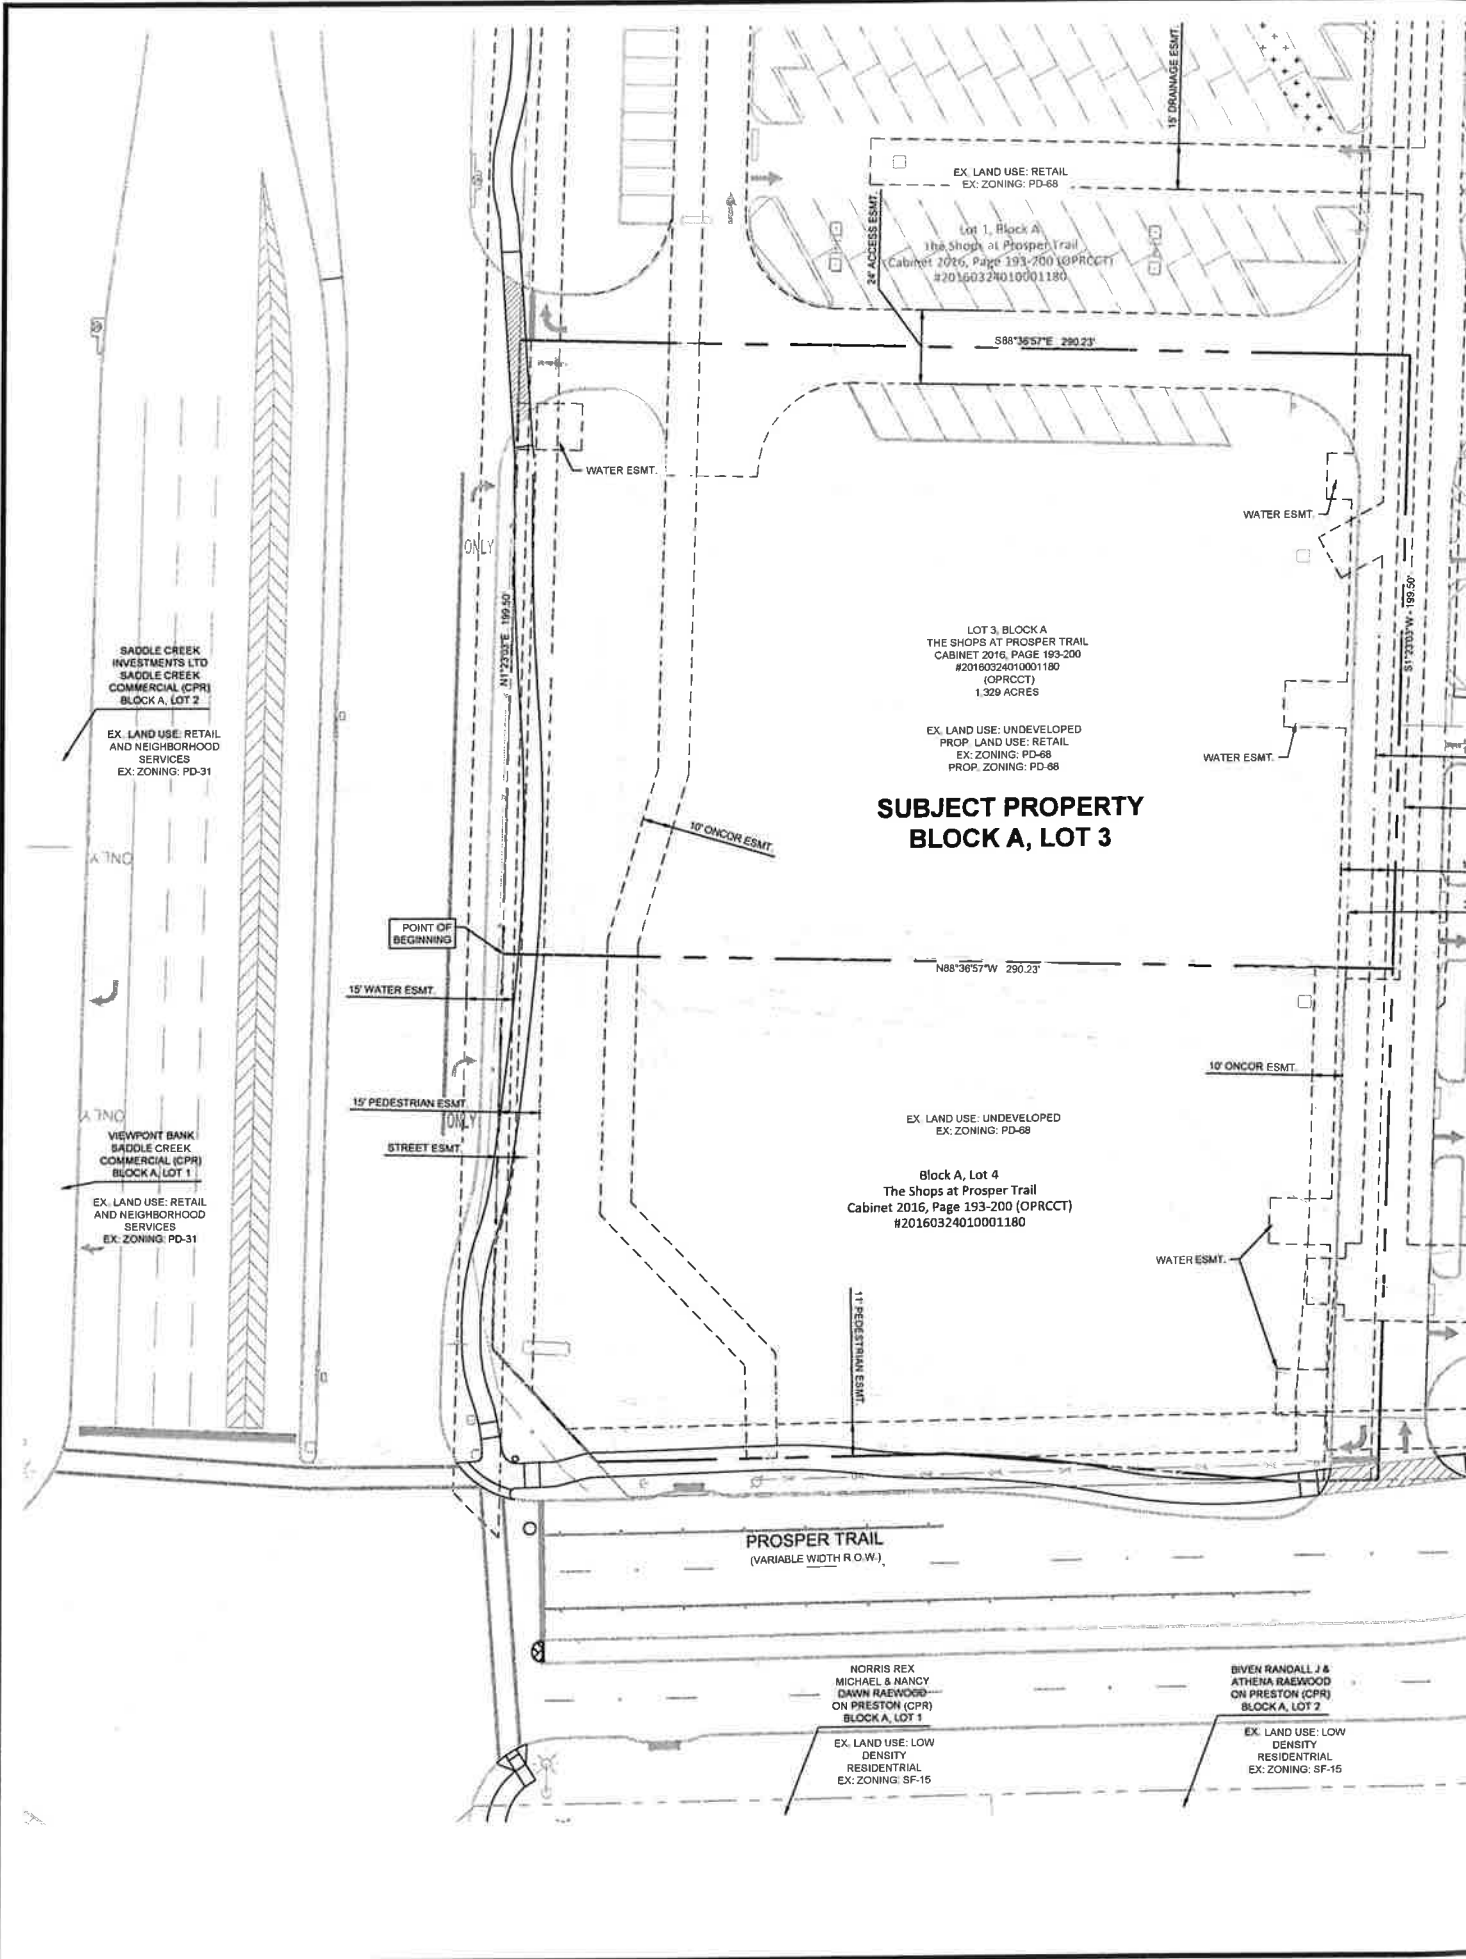 15' DRAINAGE ESMT.
EX. LAND USE: RETAIL
EX: ZONING: PD-68
24' ACCESS ESMT.
Lot 1, Block A
The Shops at Prosper Trail
Cabinet 2016, Page 193-200 (OPRCCT)
#20160324010001180
S88°36'57"E 290.23'
WATER ESMT.
WATER ESMT.
ONLY
N1°23'03"E 199.50'
S1°23'03"W - 199.50'
LOT 3, BLOCK A
THE SHOPS AT PROSPER TRAIL
CABINET 2016, PAGE 193-200
#20160324010001180
(OPRCCT)
1.329 ACRES
SADDLE CREEK
INVESTMENTS LTD
SADDLE CREEK
COMMERCIAL (CPR)
BLOCK A, LOT 2
EX. LAND USE: RETAIL
AND NEIGHBORHOOD
SERVICES
EX: ZONING: PD-31
EX. LAND USE: UNDEVELOPED
PROP. LAND USE: RETAIL
EX: ZONING: PD-68
PROP. ZONING: PD-68
WATER ESMT.
SUBJECT PROPERTY
BLOCK A, LOT 3
10' ONCOR ESMT.
ONLY
POINT OF
BEGINNING
N88°36'57"W 290.23'
15' WATER ESMT.
10' ONCOR ESMT.
15' PEDESTRIAN ESMT.
ONLY
ONLY
STREET ESMT.
EX. LAND USE: UNDEVELOPED
EX: ZONING: PD-68
VIEWPONT BANK
SADDLE CREEK
COMMERCIAL (CPR)
BLOCK A, LOT 1
EX. LAND USE: RETAIL
AND NEIGHBORHOOD
SERVICES
EX: ZONING: PD-31
Block A, Lot 4
The Shops at Prosper Trail
Cabinet 2016, Page 193-200 (OPRCCT)
#20160324010001180
WATER ESMT.
11' PEDESTRIAN ESMT.
PROSPER TRAIL
(VARIABLE WIDTH R.O.W.)
NORRIS REX
MICHAEL & NANCY
DAWN RAEWOOD
ON PRESTON (CPR)
BLOCK A, LOT 1
EX. LAND USE: LOW
DENSITY
RESIDENTRIAL
EX: ZONING: SF-15
BIVEN RANDALL J &
ATHENA RAEWOOD
ON PRESTON (CPR)
BLOCK A, LOT 2
EX. LAND USE: LOW
DENSITY
RESIDENTRIAL
EX: ZONING: SF-15